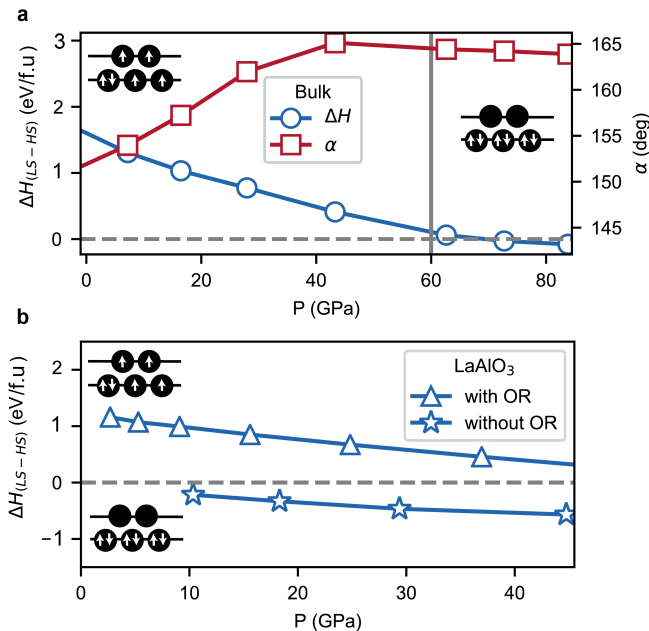 a
3
2
1
0
ΔH(LS − HS) (eV/f.u)
Bulk
ΔH
α
165
160
155
150
145
α (deg)
0
20
40
60
80
P (GPa)
b
2
1
0
−1
ΔH(LS − HS) (eV/f.u)
LaAlO3
with OR
without OR
0
10
20
30
40
P (GPa)